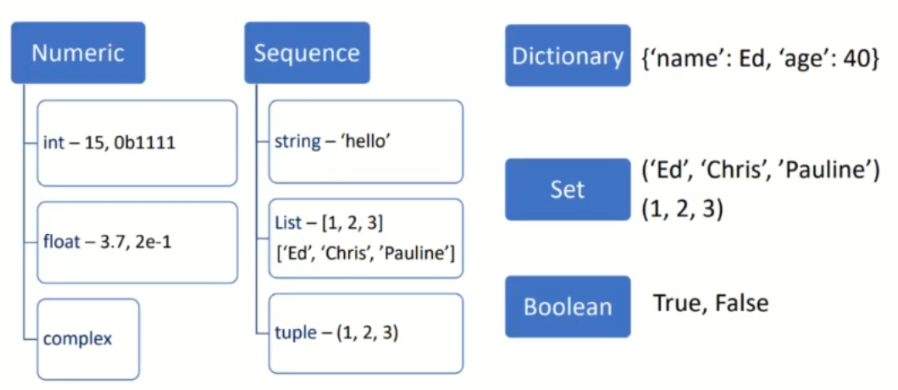 Numeric
int – 15, 0b1111
float – 3.7, 2e-1
complex
Sequence
string – ‘hello’
List – [1, 2, 3]
[‘Ed’, ‘Chris’, ’Pauline’]
tuple – (1, 2, 3)
Dictionary {‘name’: Ed, ‘age’: 40}
Set
(‘Ed’, ‘Chris’, ’Pauline’)
(1, 2, 3)
Boolean True, False